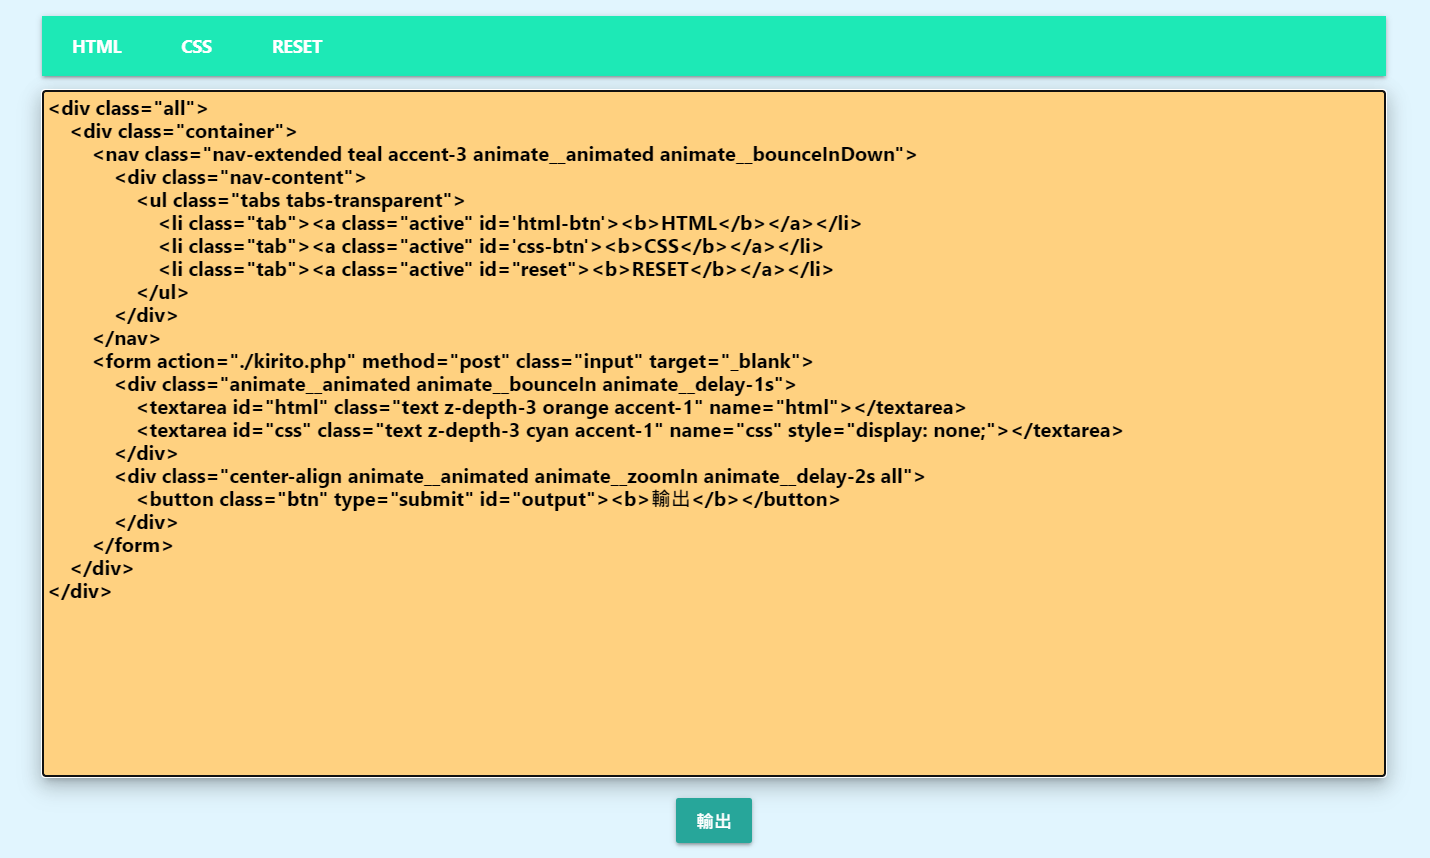 HTML CSS RESET
<div class="all">
<div class="container">
<nav class="nav-extended teal accent-3 animate__animated animate__bounceInDown">
<div class="nav-content">
<ul class="tabs tabs-transparent">
<li class="tab"><a class="active" id='html-btn'><b>HTML</b></a></li>
<li class="tab"><a class="active" id='css-btn'><b>CSS</b></a></li>
<li class="tab"><a class="active" id="reset"><b>RESET</b></a></li>
</ul>
</div>
</nav>
<form action="./kirito.php" method="post" class="input" target="_blank">
<div class="animate__animated animate__bounceIn animate__delay-1s">
<textarea id="html" class="text z-depth-3 orange accent-1" name="html"></textarea>
<textarea id="css" class="text z-depth-3 cyan accent-1" name="css" style="display: none;"></textarea>
</div>
<div class="center-align animate__animated animate__zoomIn animate__delay-2s all">
<button class="btn" type="submit" id="output"><b>輸出</b></button>
</div>
</form>
</div>
</div>
輸出